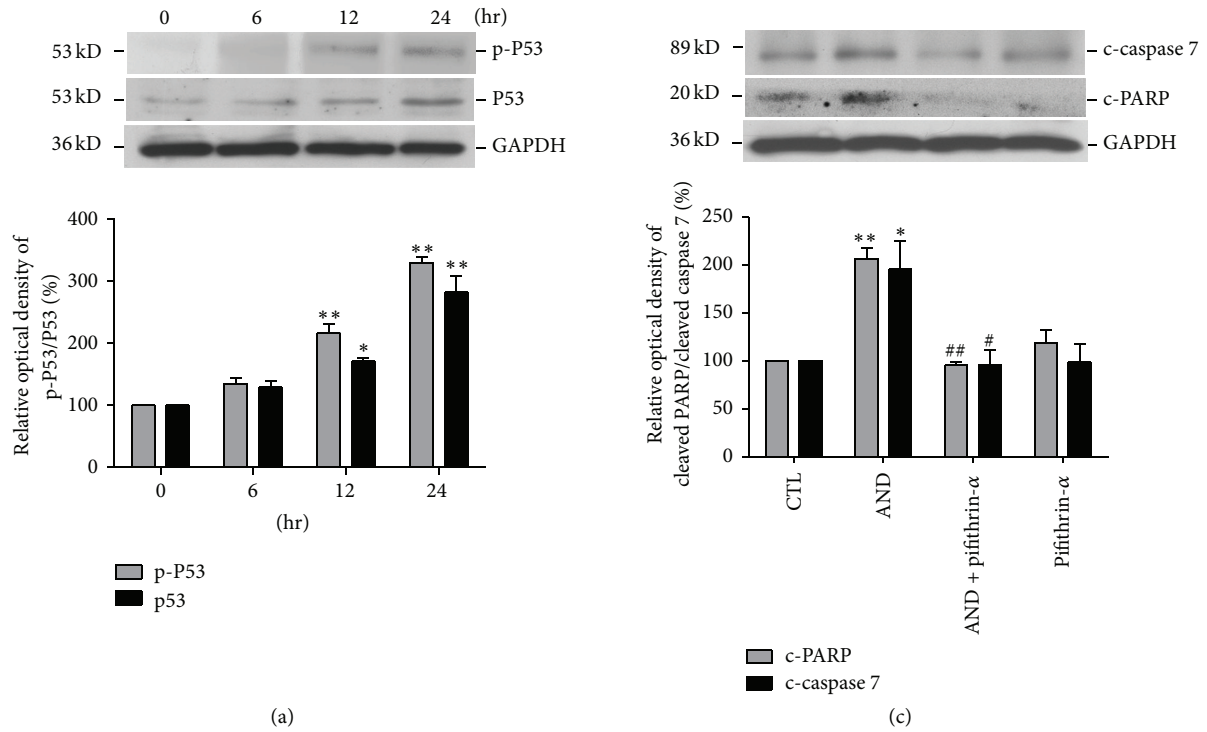 0 6 12 24 (hr)
53 kD p-P53
53 kD P53
36 kD GAPDH
Relative optical density of
p-P53/P53 (%)
400
300
200
100
0
** ** ** *
0 6 12 24
(hr)
p-P53
p53
(a)
89 kD c-caspase 7
20 kD c-PARP
36 kD GAPDH
Relative optical density of
cleaved PARP/cleaved caspase 7 (%)
250
200
150
100
50
0
** * ## #
CTL
AND
AND + pifithrin-α
Pifithrin-α
c-PARP
c-caspase 7
(c)